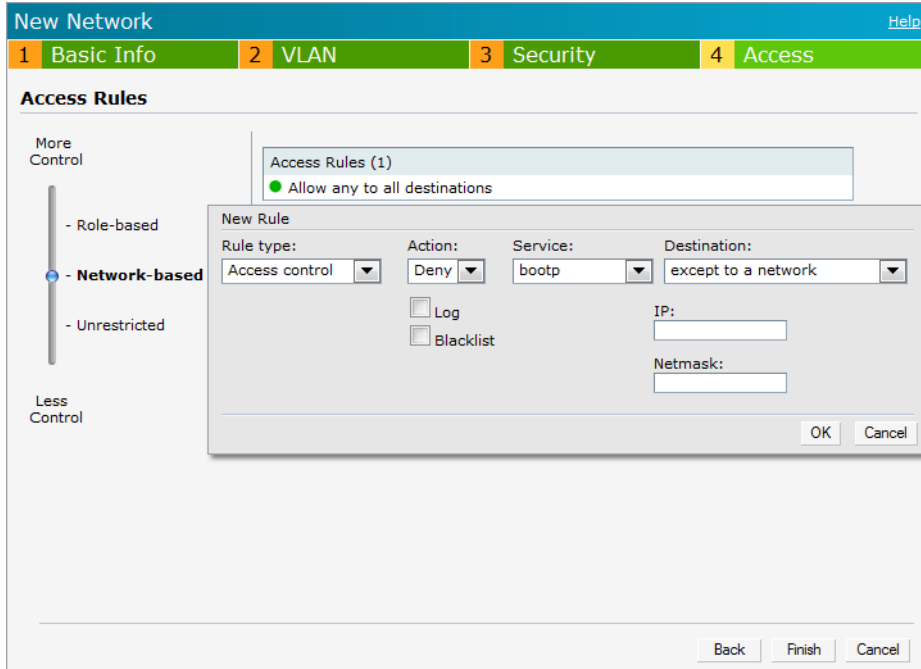 New Network Help
1 Basic Info 2 VLAN 3 Security 4 Access
Access Rules
More
Control
- Role-based
- Network-based
- Unrestricted
Less
Control
Access Rules (1)
Allow any to all destinations
New Rule
Rule type: Action: Service: Destination:
Access control Deny bootp except to a network
Log
Blacklist
IP:
Netmask:
OK Cancel
Back Finish Cancel